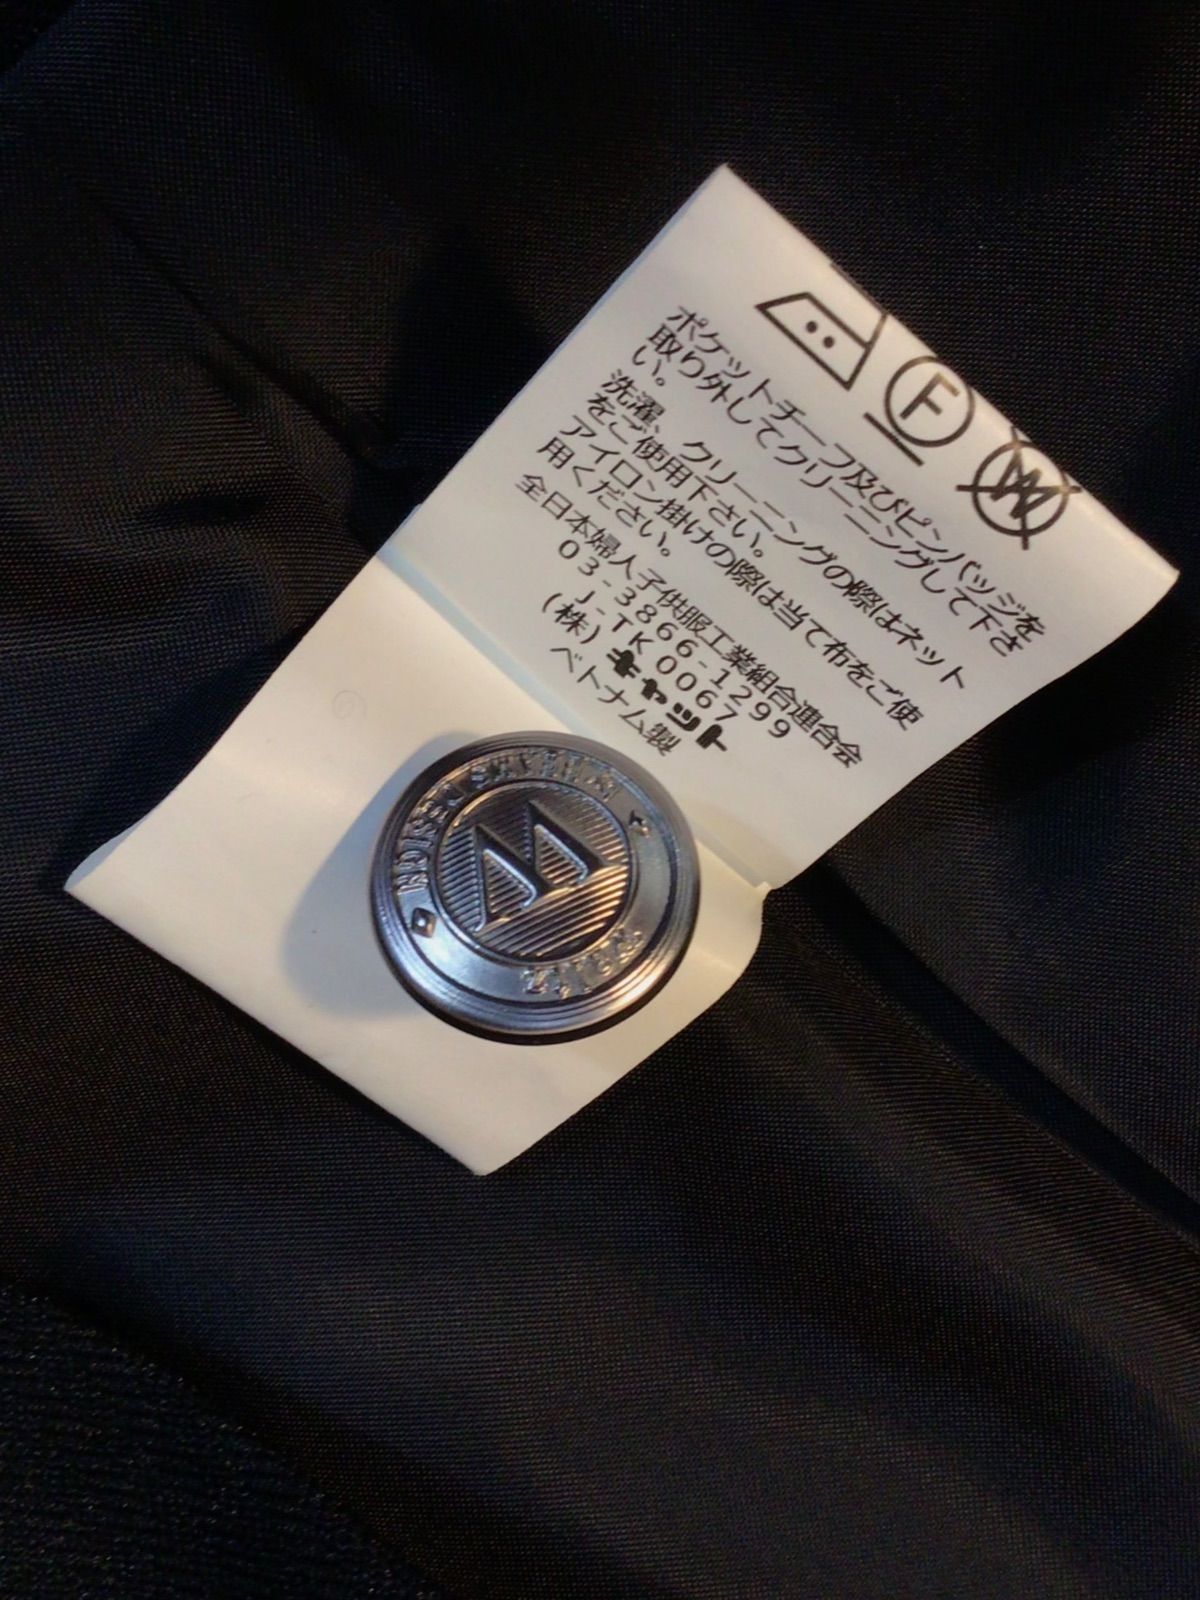 F
W
ポケットチーフ及びピンバッジを
取り外してクリーニングして下さ
い。
洗濯、クリーニングの際はネット
をご使用下さい。
アイロン掛けの際は当て布をご使
用ください。
全日本婦人子供服工業組合連合会
03-3866-1299
J-TK0067
(株)キャット
ベトナム製
DESIGN